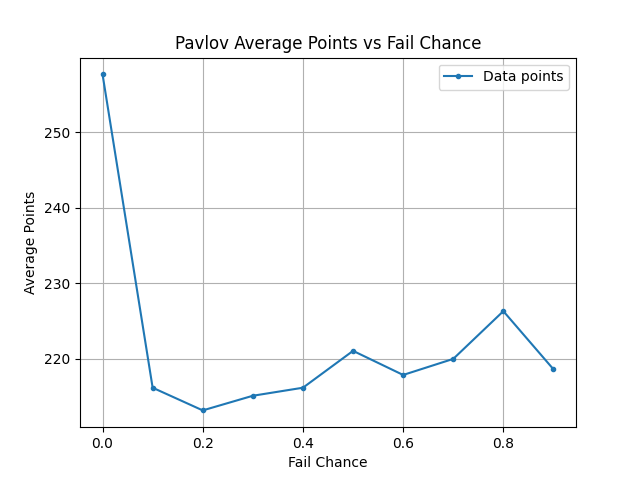 Pavlov Average Points vs Fail Chance
Data points
Average Points
250
240
230
220
0.0 0.2 0.4 0.6 0.8
Fail Chance